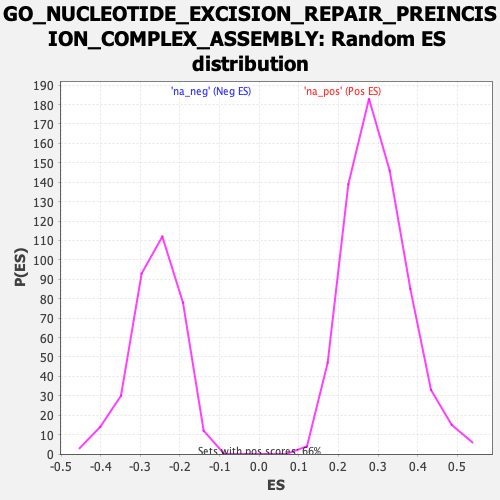 GO_NUCLEOTIDE_EXCISION_REPAIR_PREINCIS
ION_COMPLEX_ASSEMBLY: Random ES
distribution
'na_neg' (Neg ES) 'na_pos' (Pos ES)
190
180
170
160
150
140
130
120
110
100
90
80
70
60
50
40
30
20
10
0
P(ES)
Sets with pos scores: 66%
-0.5 -0.4 -0.3 -0.2 -0.1 0.0 0.1 0.2 0.3 0.4 0.5
ES